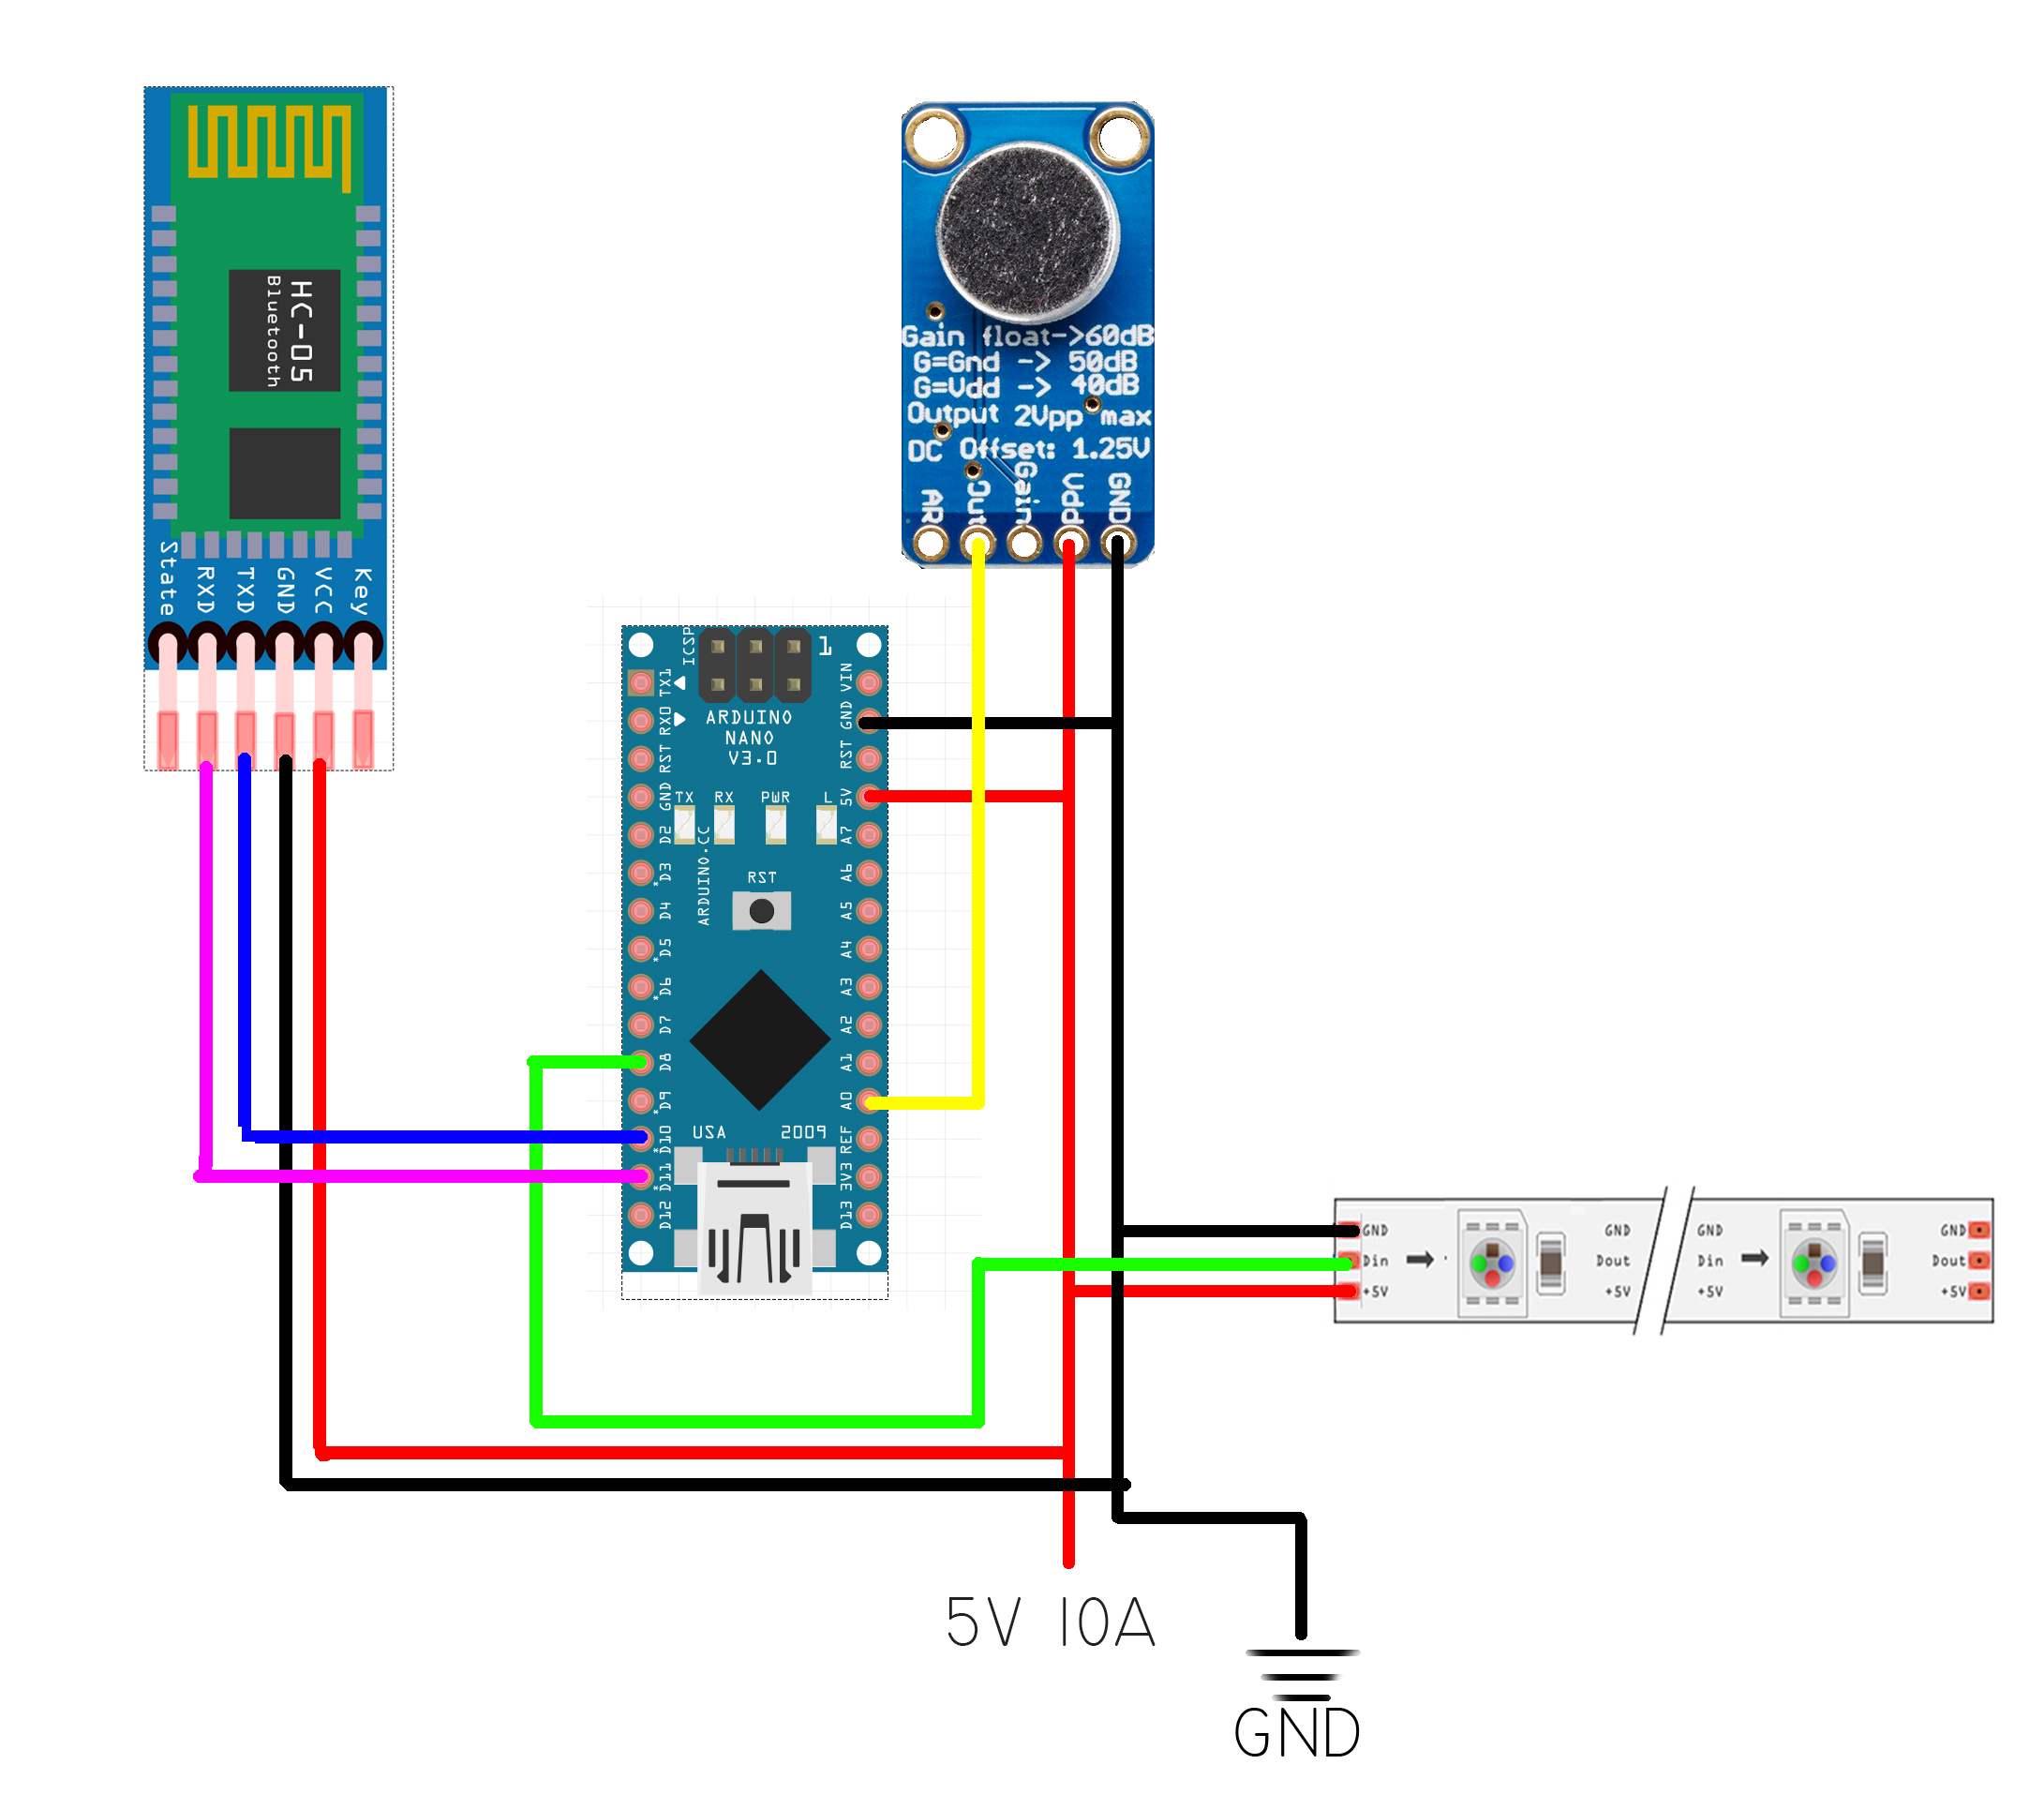 HC-05
Bluetooth
State
RXD
TXD
GND
VCC
Key
Gain float->60dB
G=Gnd -> 50dB
G=Vdd -> 40dB
Output 2Vpp max
DC Offset: 1.25V
AR
Out
Gain
Vdd
GND
ICSP
1
TX1
RX0
RST
GND
D2
*D3
D4
*D5
*D6
D7
D8
*D9
*D10
*D11
D12
ARDUINO
NANO
V3.0
TX
RX
PWR
L
ARDUINO.CC
RST
USA
2009
VIN
GND
RST
5V
A7
A6
A5
A4
A3
A2
A1
A0
REF
3V3
D13
GND
Din
+5V
GND
Dout
+5V
GND
Din
+5V
GND
Dout
+5V
5V 10A
GND